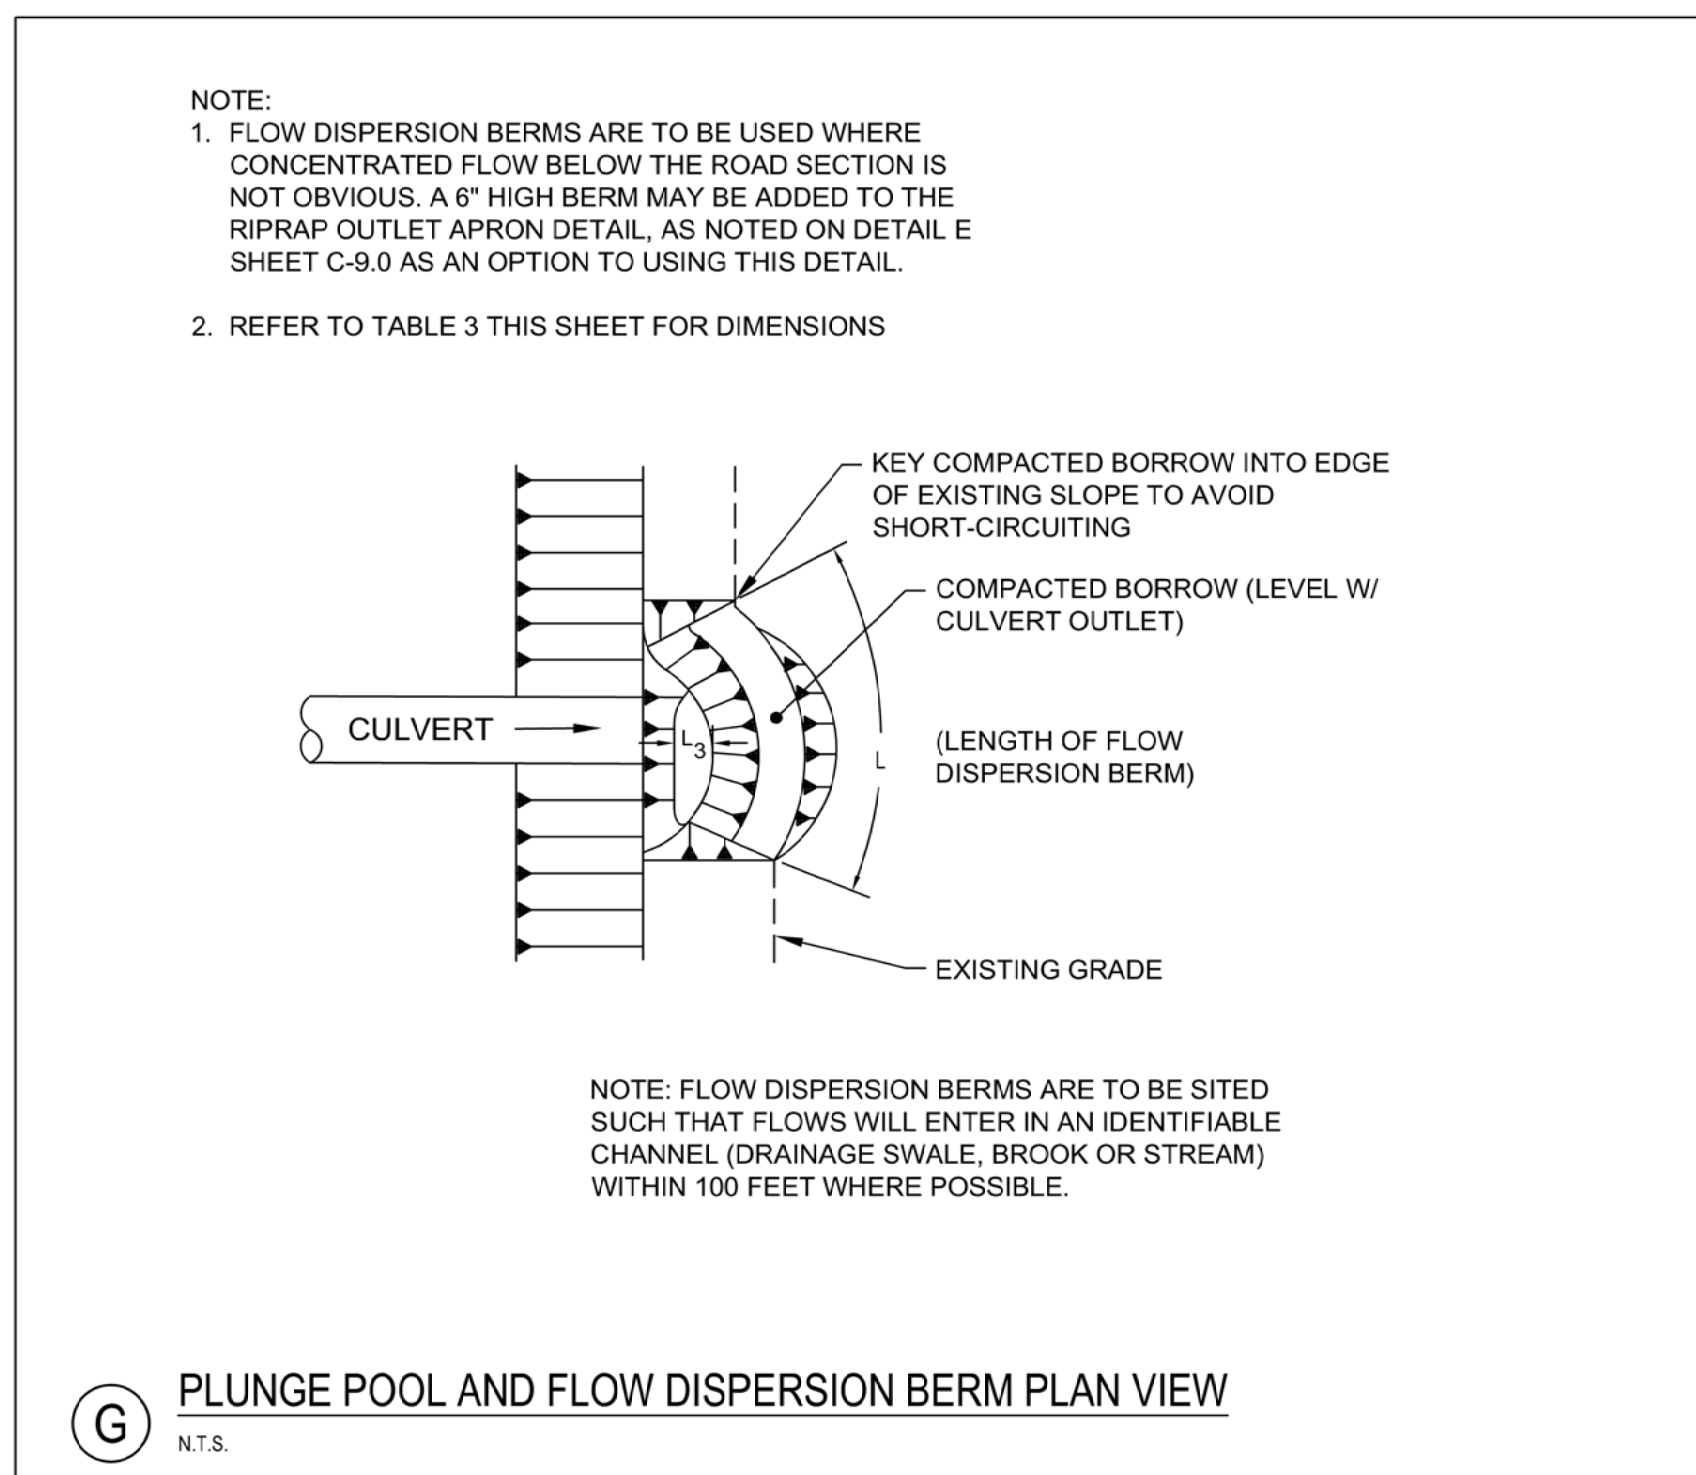 NOTE:
1. FLOW DISPERSION BERMS ARE TO BE USED WHERE
CONCENTRATED FLOW BELOW THE ROAD SECTION IS
NOT OBVIOUS. A 6" HIGH BERM MAY BE ADDED TO THE
RIPRAP OUTLET APRON DETAIL, AS NOTED ON DETAIL E
SHEET C-9.0 AS AN OPTION TO USING THIS DETAIL.
2. REFER TO TABLE 3 THIS SHEET FOR DIMENSIONS
KEY COMPACTED BORROW INTO EDGE
OF EXISTING SLOPE TO AVOID
SHORT-CIRCUITING
COMPACTED BORROW (LEVEL W/
CULVERT OUTLET)
CULVERT
L3
L
(LENGTH OF FLOW
DISPERSION BERM)
EXISTING GRADE
NOTE: FLOW DISPERSION BERMS ARE TO BE SITED
SUCH THAT FLOWS WILL ENTER IN AN IDENTIFIABLE
CHANNEL (DRAINAGE SWALE, BROOK OR STREAM)
WITHIN 100 FEET WHERE POSSIBLE.
G
PLUNGE POOL AND FLOW DISPERSION BERM PLAN VIEW
N.T.S.